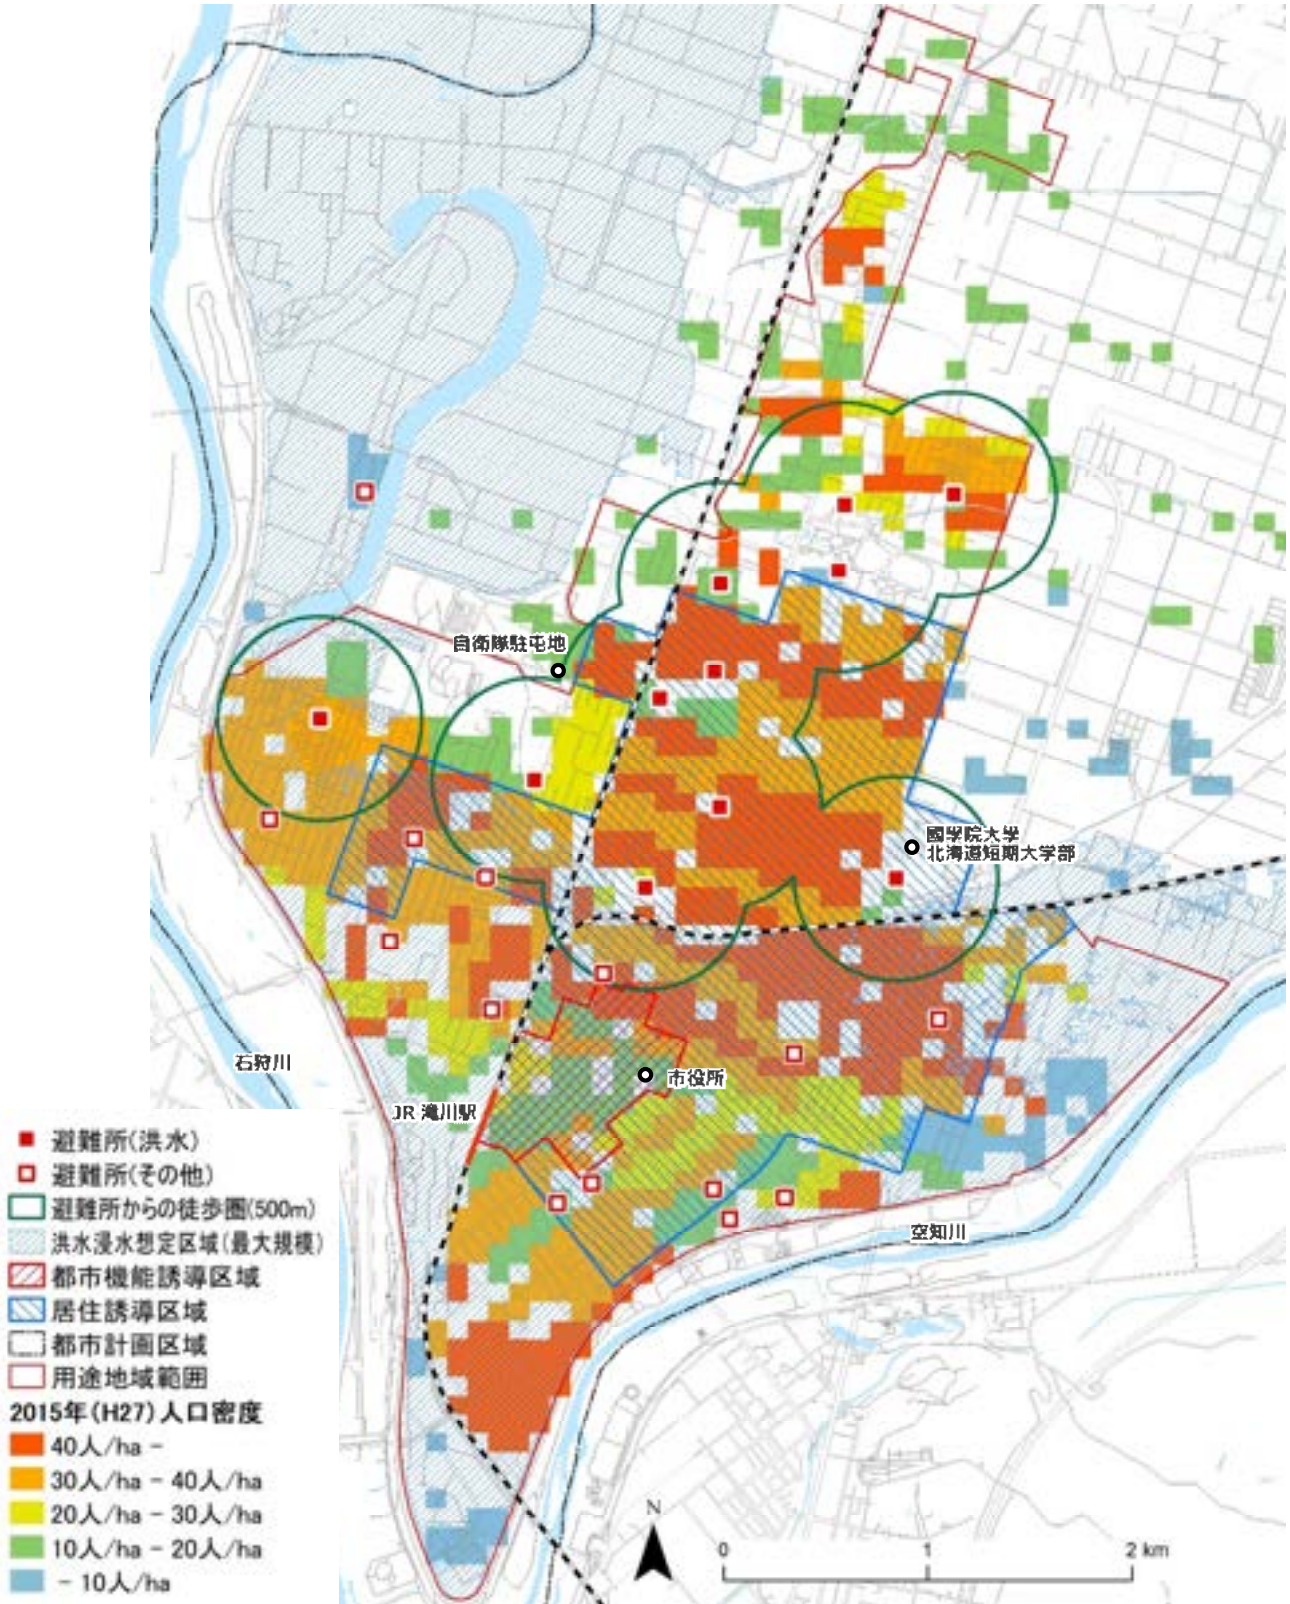 自衛隊駐屯地
國學院大学
北海道短期大学部
石狩川
市役所
JR 滝川駅
空知川
避難所(洪水)
避難所(その他)
避難所からの徒歩圏(500m)
洪水浸水想定区域(最大規模)
都市機能誘導区域
居住誘導区域
都市計画区域
用途地域範囲
2015年(H27)人口密度
40人/ha -
30人/ha - 40人/ha
20人/ha - 30人/ha
10人/ha - 20人/ha
- 10人/ha
N
0 1 2 km